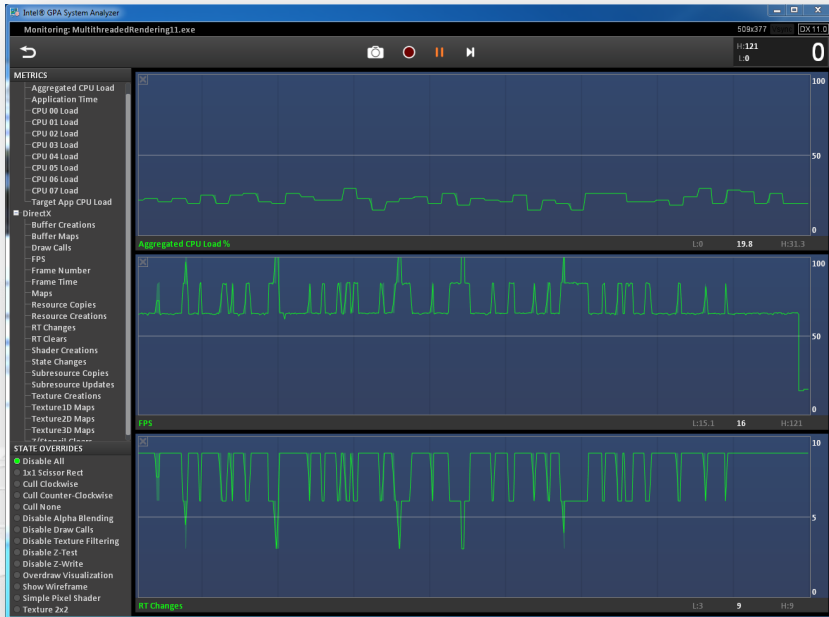 Intel® GPA System Analyzer
Monitoring: MultithreadedRendering11.exe
509x377
DX 11.0
H:121
L:0
0
METRICS
Aggregated CPU Load
Application Time
CPU 00 Load
CPU 01 Load
CPU 02 Load
CPU 03 Load
CPU 04 Load
CPU 05 Load
CPU 06 Load
CPU 07 Load
Target App CPU Load
DirectX
Buffer Creations
Buffer Maps
Draw Calls
FPS
Frame Number
Frame Time
Maps
Resource Copies
Resource Creations
RT Changes
RT Clears
Shader Creations
State Changes
Subresource Copies
Subresource Updates
Texture Creations
Texture1D Maps
Texture2D Maps
Texture3D Maps
STATE OVERRIDES
Disable All
1x1 Scissor Rect
Cull Clockwise
Cull Counter-Clockwise
Cull None
Disable Alpha Blending
Disable Draw Calls
Disable Texture Filtering
Disable Z-Test
Disable Z-Write
Overdraw Visualization
Show Wireframe
Simple Pixel Shader
Texture 2x2
100
50
0
Aggregated CPU Load % L:0 19.8 H:31.3
100
50
0
FPS L:15.1 16 H:121
10
5
0
RT Changes L:3 9 H:9